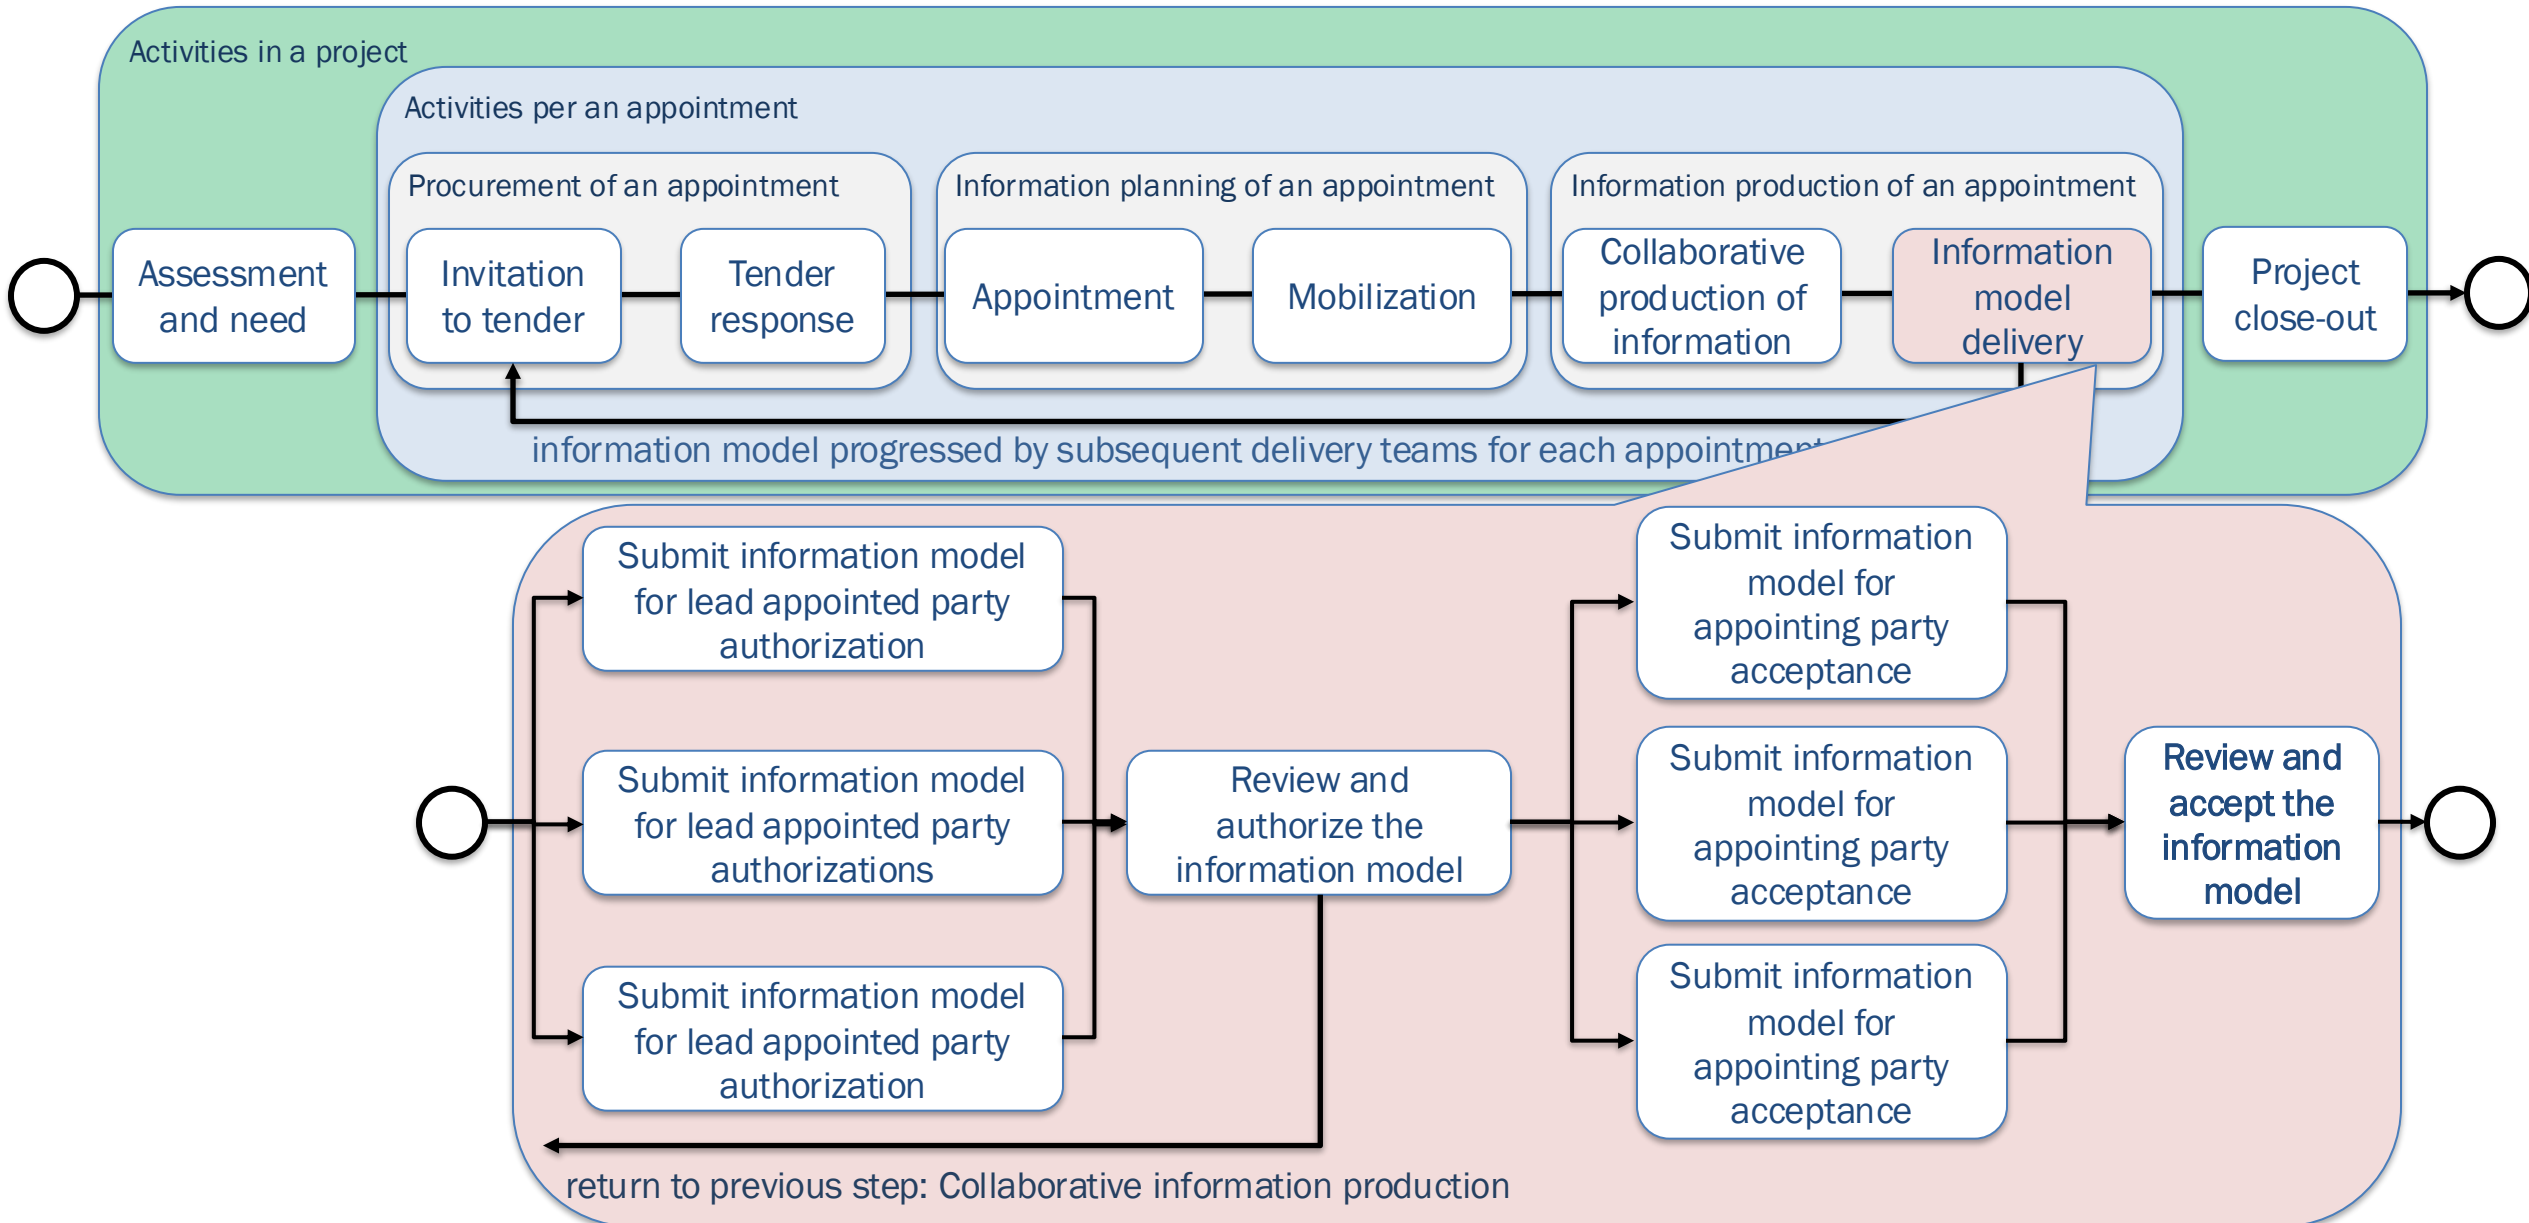 Activities in a project
Activities per an appointment
Procurement of an appointment
Information planning of an appointment
Information production of an appointment
Assessment
and need
Invitation
to tender
Tender
response
Appointment
Mobilization
Collaborative
production of
information
Information
model
delivery
Project
close-out
information model progressed by subsequent delivery teams for each appointment
Submit information model
for lead appointed party
authorization
Submit information model
for lead appointed party
authorizations
Submit information model
for lead appointed party
authorization
Review and
authorize the
information model
Submit information
model for
appointing party
acceptance
Submit information
model for
appointing party
acceptance
Submit information
model for
appointing party
acceptance
Review and
accept the
information
model
return to previous step: Collaborative information production